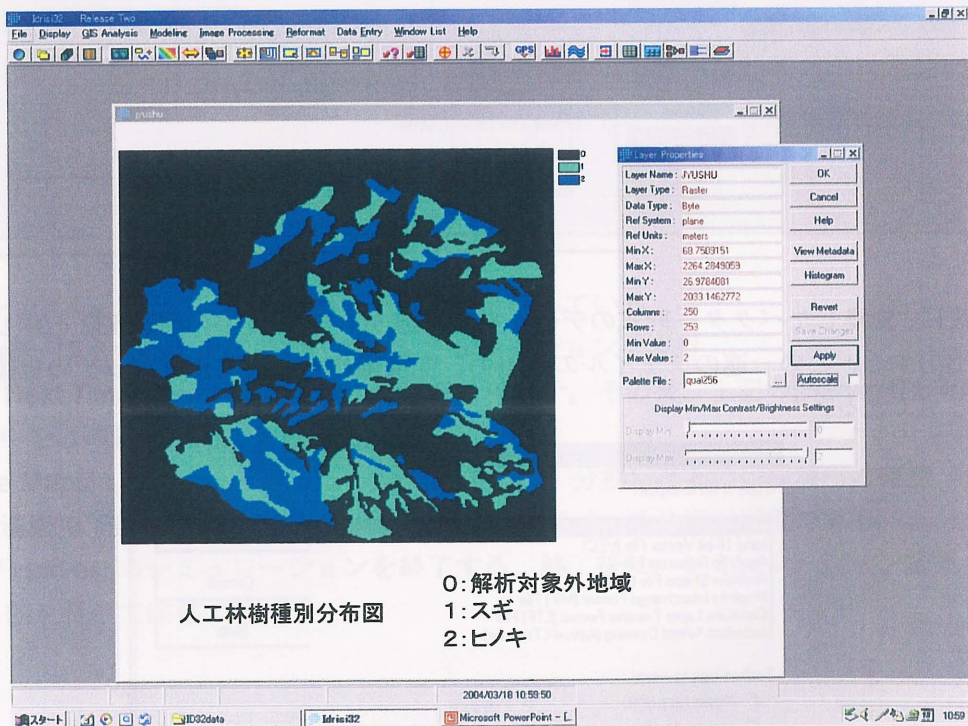 Idrisi32 Release Two
File Display GIS Analysis Modeling Image Processing Reformat Data Entry Window List Help
GPS
jyushu
0
1
2
Layer Properties
Layer Name : JYUSHU
Layer Type : Raster
Data Type : Byte
Ref System : plane
Ref Units : meters
Min X : 68.7509151
Max X : 2264.2849059
Min Y : 26.9784081
Max Y : 2033.1462772
Columns : 250
Rows : 253
Min Value : 0
Max Value : 2
Palette File : qual256
...
Autoscale
OK
Cancel
Help
View Metadata
Histogram
Revert
Save Changes
Apply
Display Min/Max Contrast/Brightness Settings
Display Min 0
Display Max 2
人工林樹種別分布図
0:解析対象外地域
1:スギ
2:ヒノキ
2004/03/18 10:59:50
スタート ID32data Idrisi32 Microsoft PowerPoint - [... 10:59